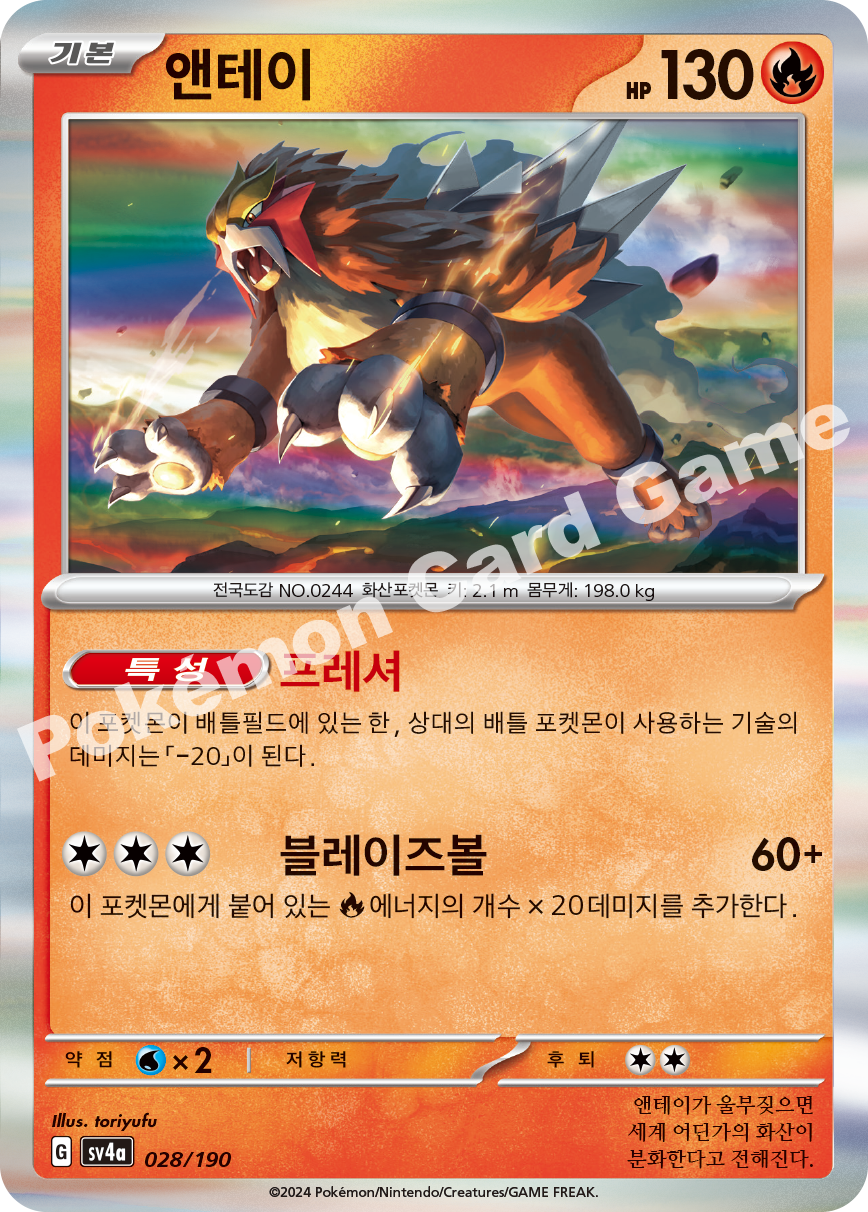 기본
앤테이
HP 130
전국도감 NO.0244 화산포켓몬 키: 2.1 m 몸무게: 198.0 kg
특성 프레셔
이 포켓몬이 배틀필드에 있는 한, 상대의 배틀 포켓몬이 사용하는 기술의
데미지는 「-20」이 된다.
블레이즈볼 60+
이 포켓몬에게 붙어 있는 에너지의 개수 × 20데미지를 추가한다.
약점 ×2 저항력 후퇴
Illus. toriyufu
G sv4a 028/190
앤테이가 울부짖으면
세계 어딘가의 화산이
분화한다고 전해진다.
©2024 Pokémon/Nintendo/Creatures/GAME FREAK.
Pokémon Card Game